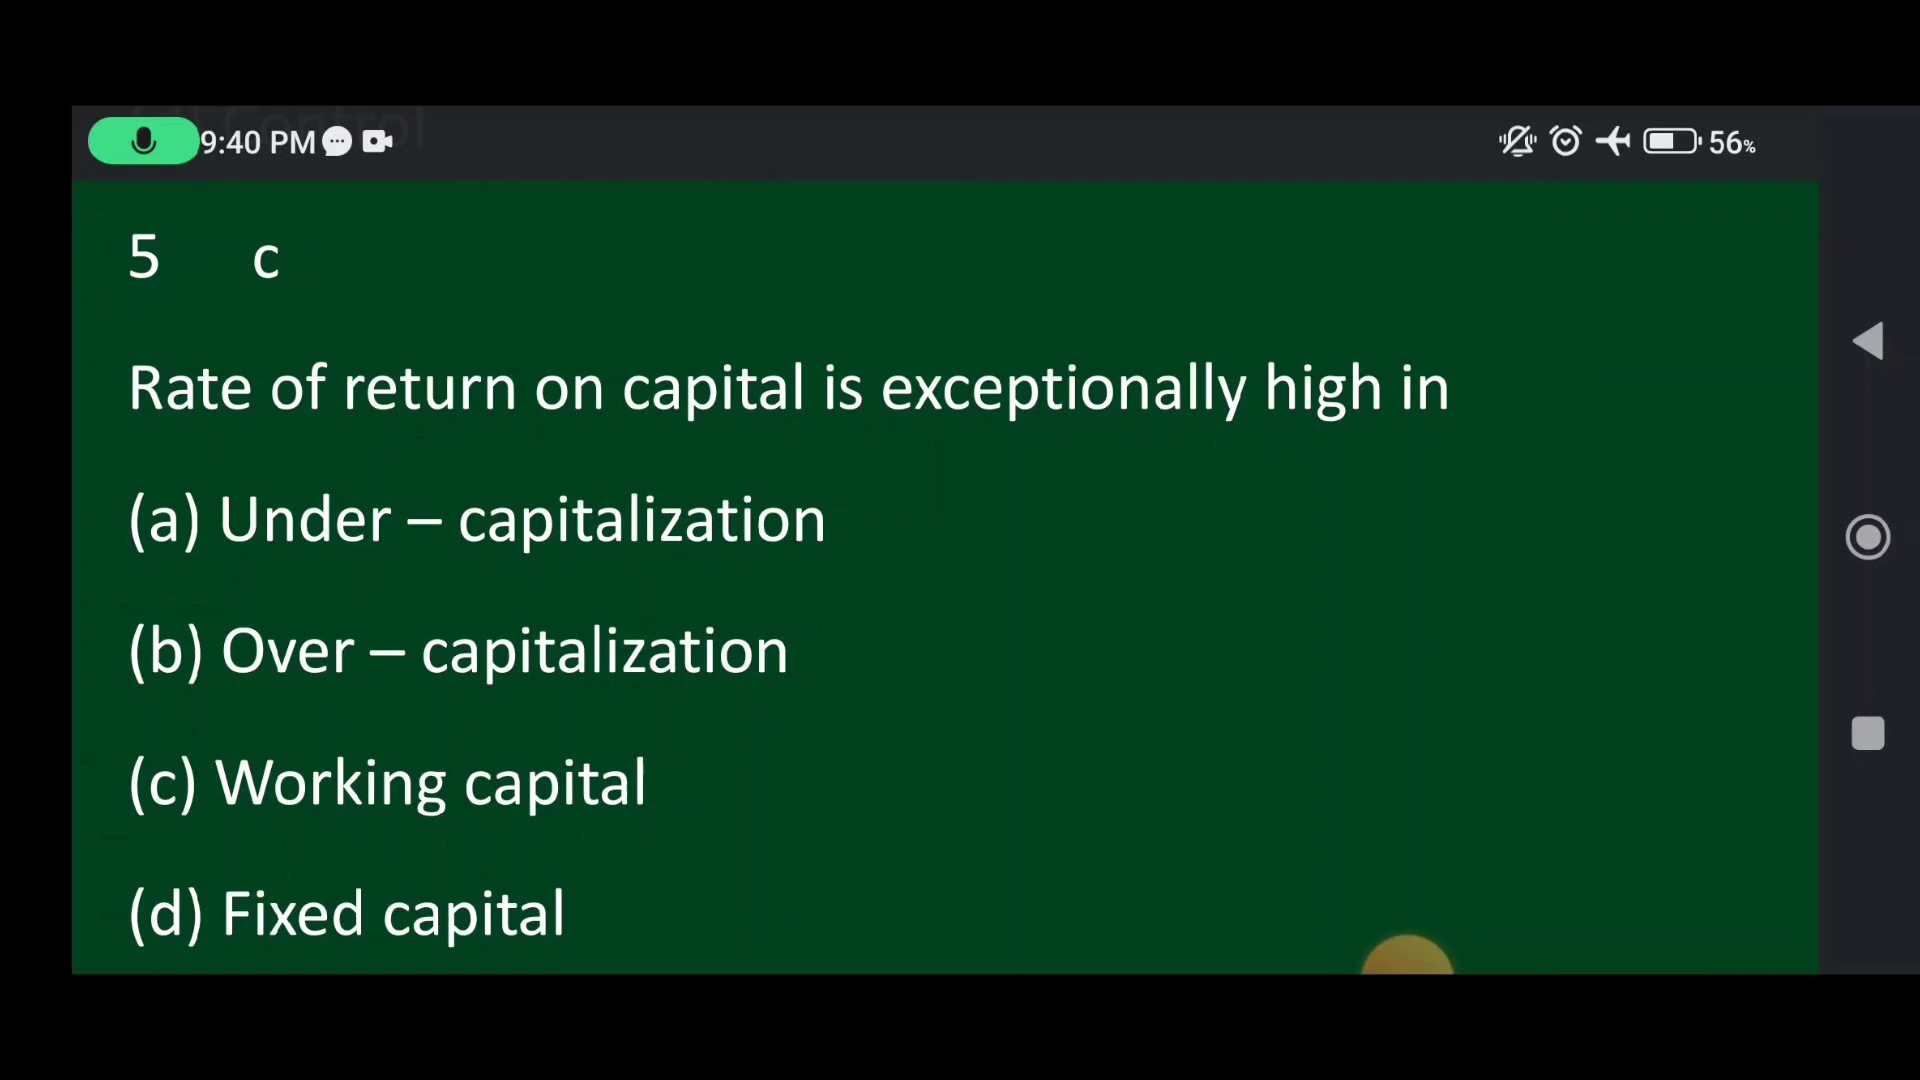 9:40 PM 56%
5 c
Rate of return on capital is exceptionally high in
(a) Under – capitalization
(b) Over – capitalization
(c) Working capital
(d) Fixed capital